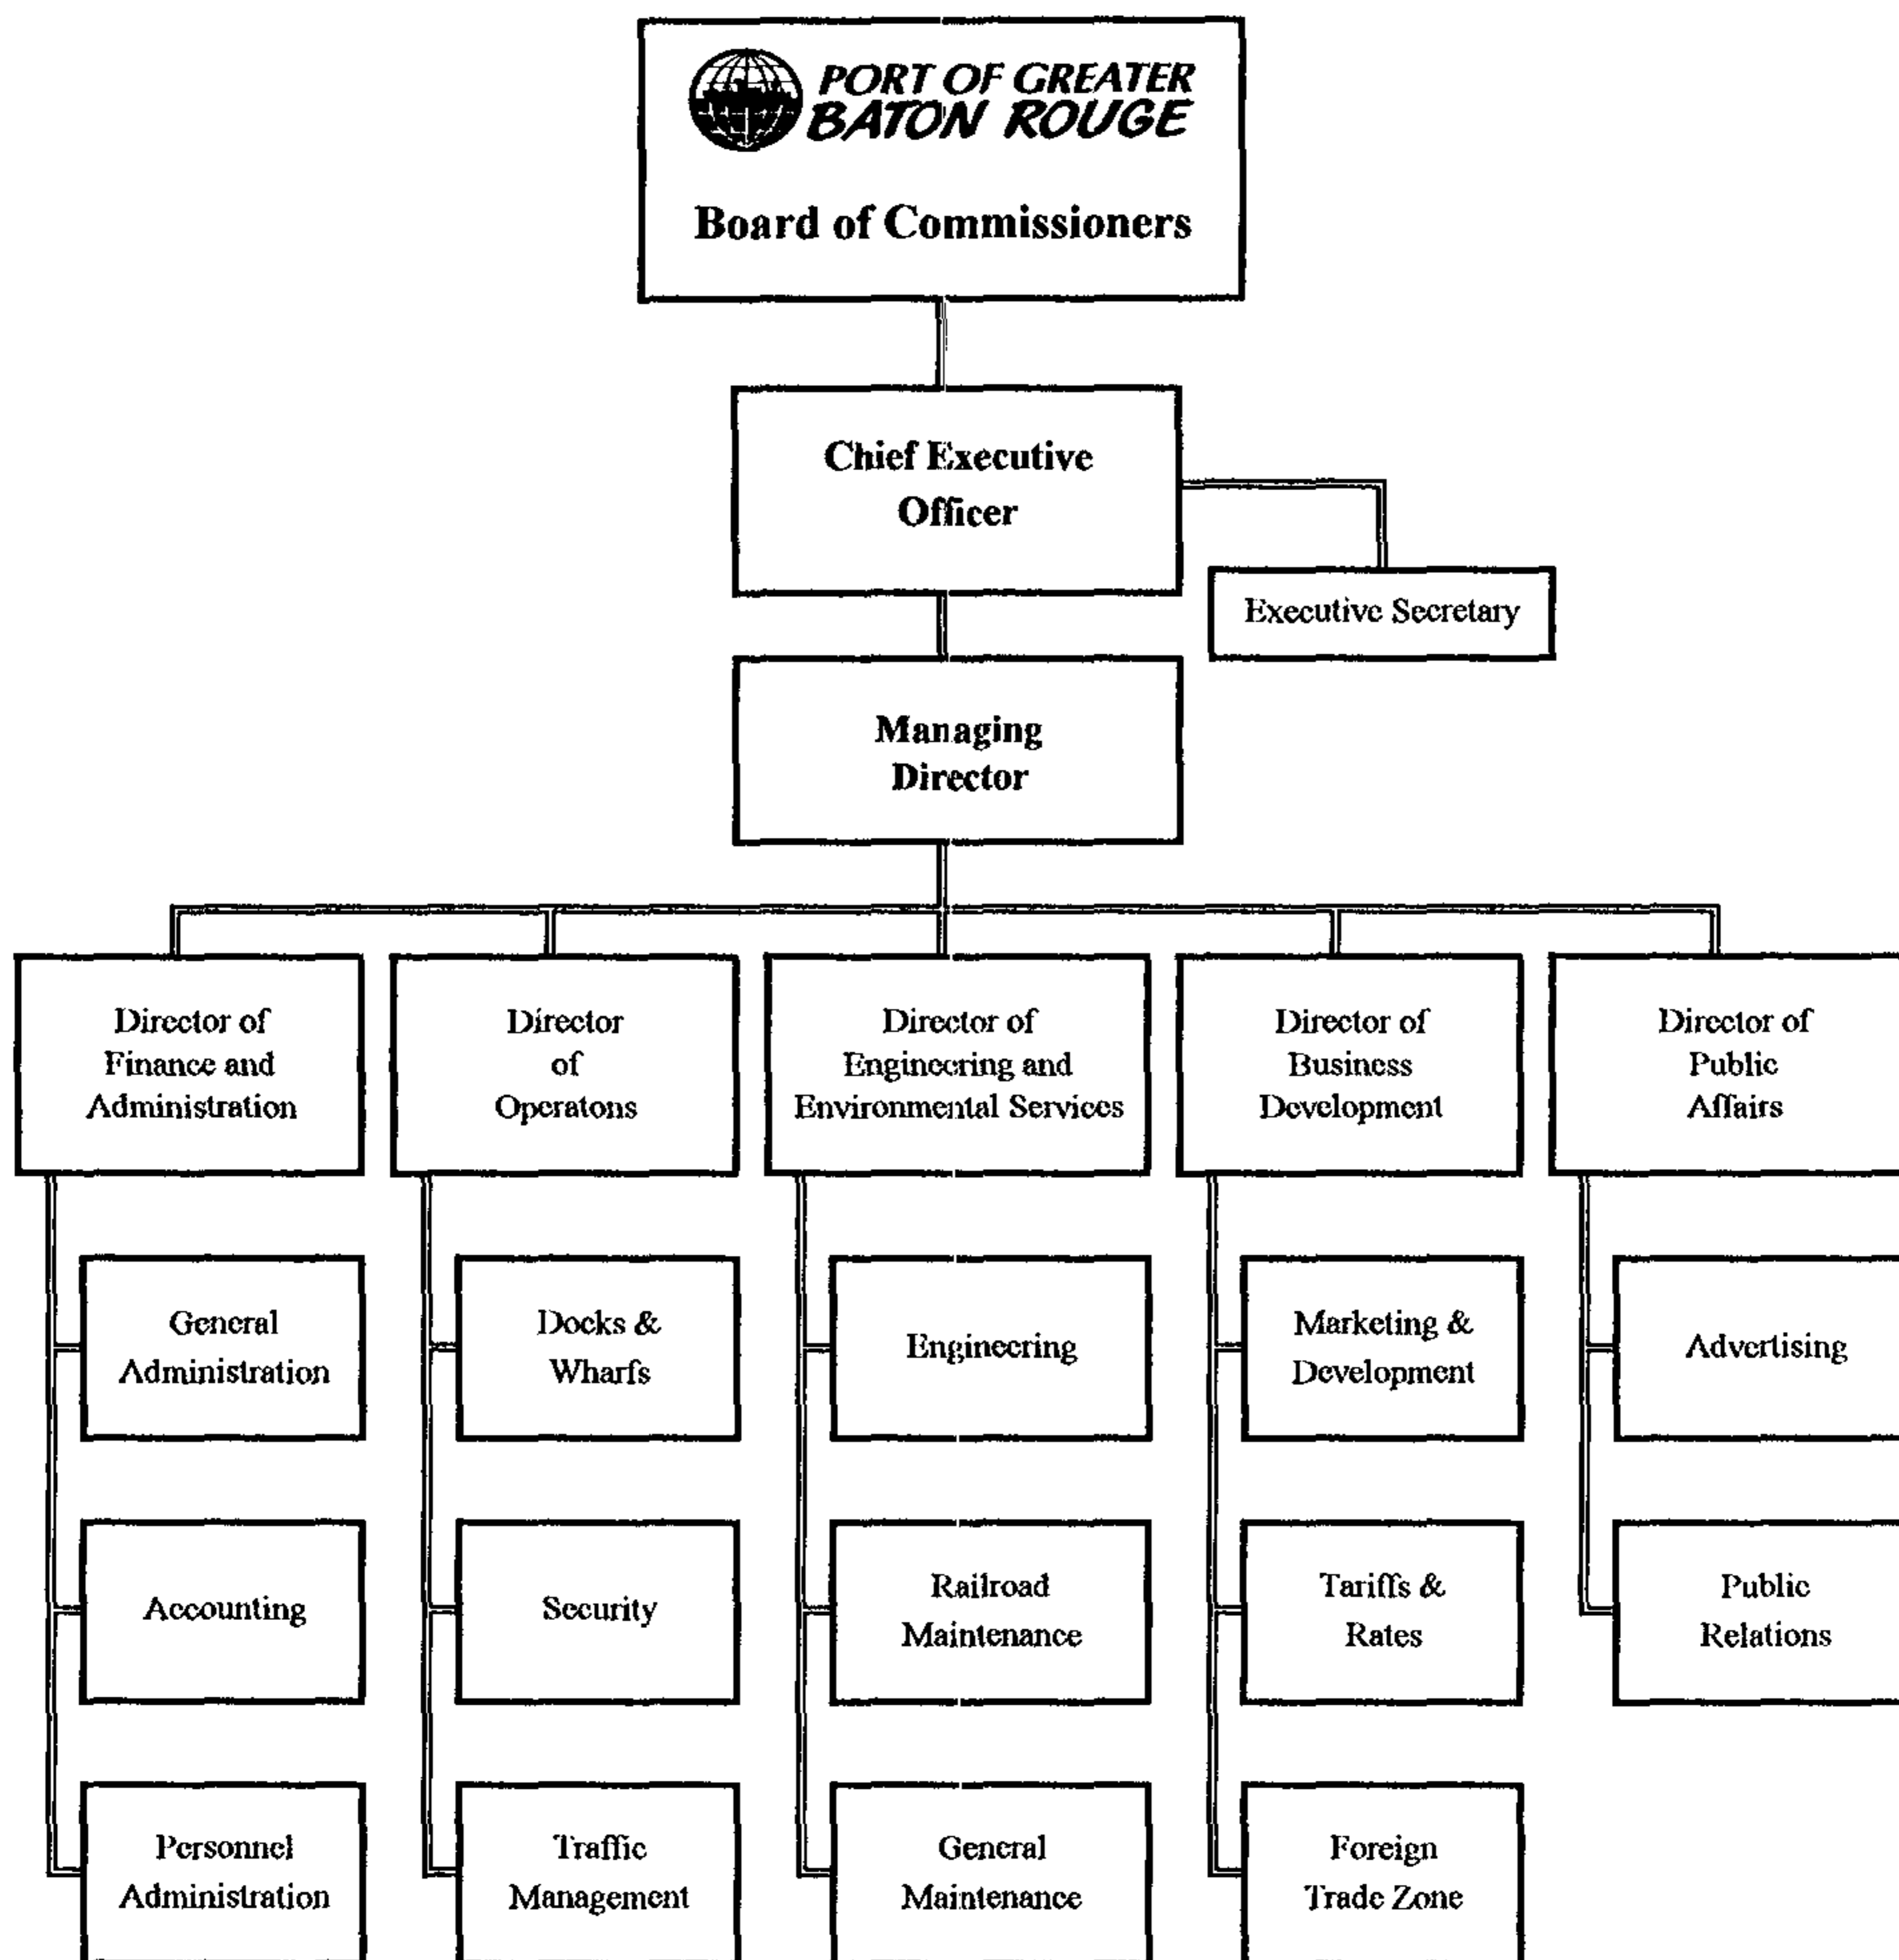 PORT OF GREATER
BATON ROUGE
Board of Commissioners
Chief Executive
Officer
Executive Secretary
Managing
Director
Director of
Finance and
Administration
Director
of
Operatons
Director of
Engineering and
Environmental Services
Director of
Business
Development
Director of
Public
Affairs
General
Administration
Docks &
Wharfs
Engineering
Marketing &
Development
Advertising
Accounting
Security
Railroad
Maintenance
Tariffs &
Rates
Public
Relations
Personnel
Administration
Traffic
Management
General
Maintenance
Foreign
Trade Zone